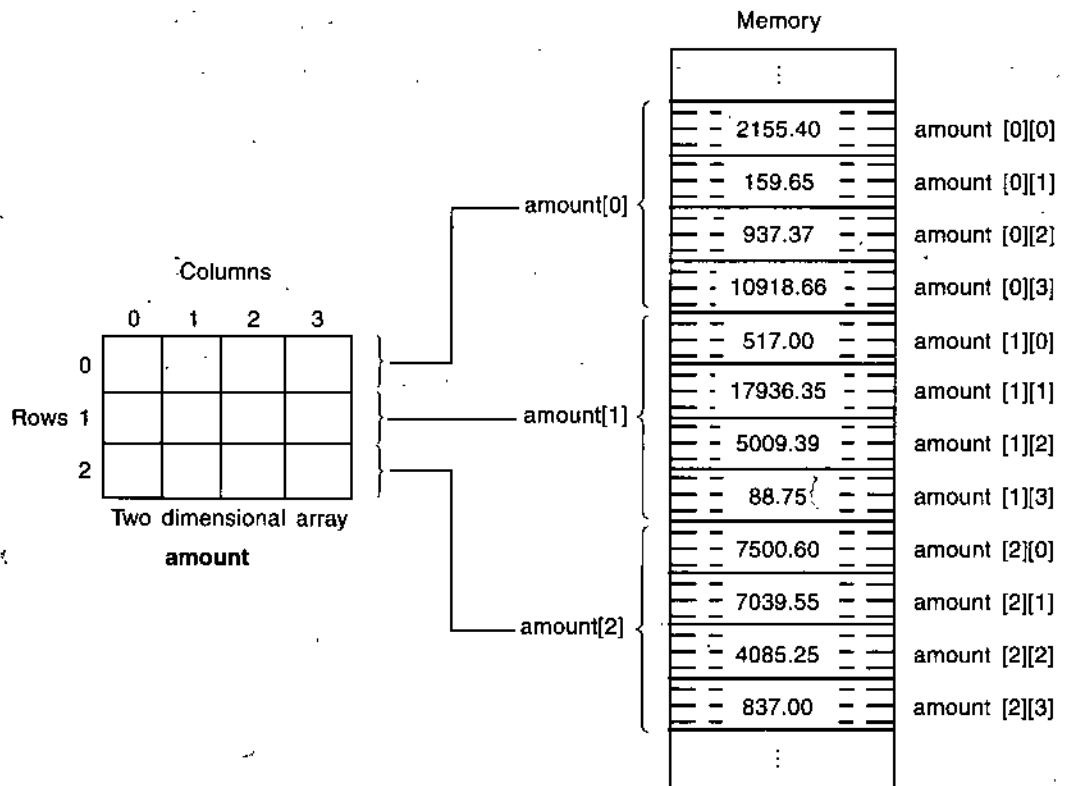 Memory
⋮
2155.40 amount [0][0]
159.65 amount [0][1]
amount[0]
937.37 amount [0][2]
10918.66 amount [0][3]
517.00 amount [1][0]
17936.35 amount [1][1]
amount[1]
5009.39 amount [1][2]
88.75 amount [1][3]
7500.60 amount [2][0]
7039.55 amount [2][1]
amount[2]
4085.25 amount [2][2]
837.00 amount [2][3]
⋮
Columns
0 1 2 3
0
Rows 1
2
Two dimensional array
amount